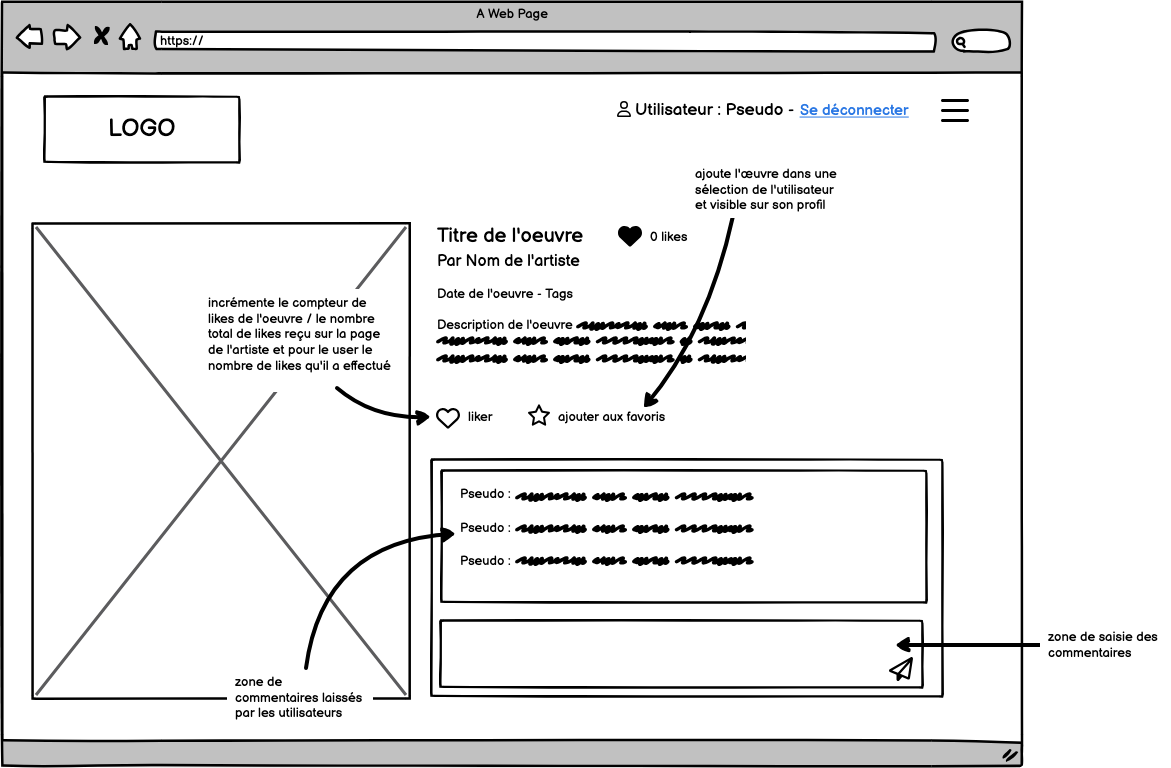 A Web Page
https://
LOGO
Utilisateur : Pseudo - Se déconnecter
ajoute l'œuvre dans une
sélection de l'utilisateur
et visible sur son profil
Titre de l'oeuvre
0 likes
Par Nom de l'artiste
Date de l'oeuvre - Tags
Description de l'oeuvre
incrémente le compteur de
likes de l'oeuvre / le nombre
total de likes reçu sur la page
de l'artiste et pour le user le
nombre de likes qu'il a effectué
liker
ajouter aux favoris
Pseudo :
Pseudo :
Pseudo :
zone de saisie des
commentaires
zone de
commentaires laissés
par les utilisateurs